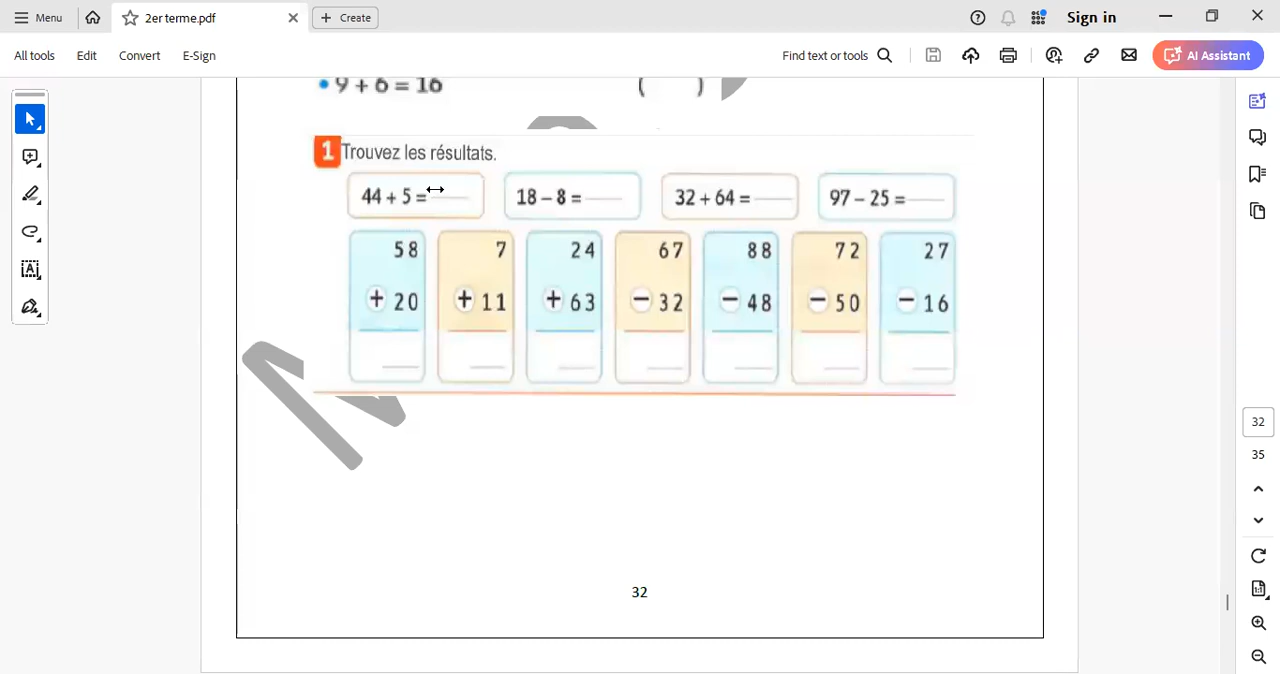 Menu
2er terme.pdf
Create
Sign in
All tools Edit Convert E-Sign
Find text or tools
AI Assistant
• 9 + 6 = 16 ( )
1 Trouvez les résultats.
44 + 5 = 18 – 8 = 32 + 64 = 97 – 25 =
58 7 24 67 88 72 27
+ 20 + 11 + 63 − 32 − 48 − 50 − 16
32
32
35